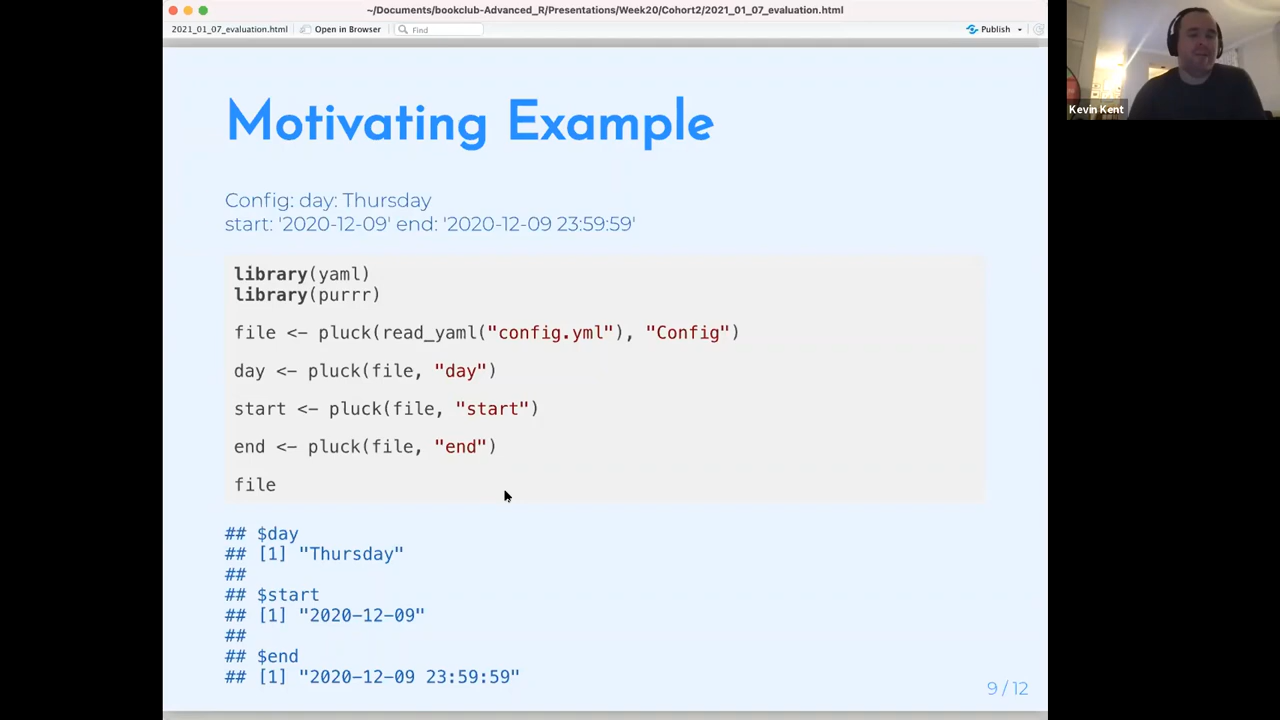 ~/Documents/bookclub-Advanced_R/Presentations/Week20/Cohort2/2021_01_07_evaluation.html
2021_01_07_evaluation.html
Open in Browser
Find
Publish
Kevin Kent
Motivating Example
Config: day: Thursday
start: '2020-12-09' end: '2020-12-09 23:59:59'
library(yaml)
library(purrr)
file <- pluck(read_yaml("config.yml"), "Config")
day <- pluck(file, "day")
start <- pluck(file, "start")
end <- pluck(file, "end")
file
## $day
## [1] "Thursday"
##
## $start
## [1] "2020-12-09"
##
## $end
## [1] "2020-12-09 23:59:59"
9 / 12